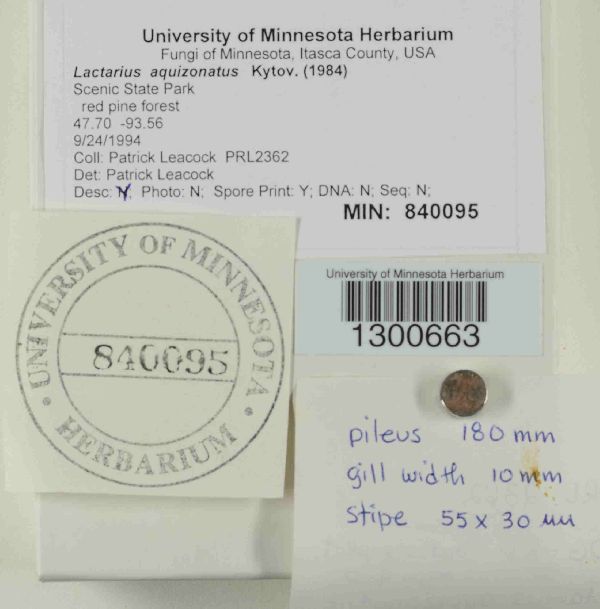 University of Minnesota Herbarium
Fungi of Minnesota, Itasca County, USA
Lactarius aquizonatus Kytov. (1984)
Scenic State Park
red pine forest
47.70 -93.56
9/24/1994
Coll: Patrick Leacock PRL2362
Det: Patrick Leacock
Desc: Y; Photo: N; Spore Print: Y; DNA: N; Seq: N;
MIN: 840095
UNIVERSITY OF MINNESOTA
840095
HERBARIUM
University of Minnesota Herbarium
1300663
pileus 180 mm
gill width 10 mm
stipe 55 x 30 mm